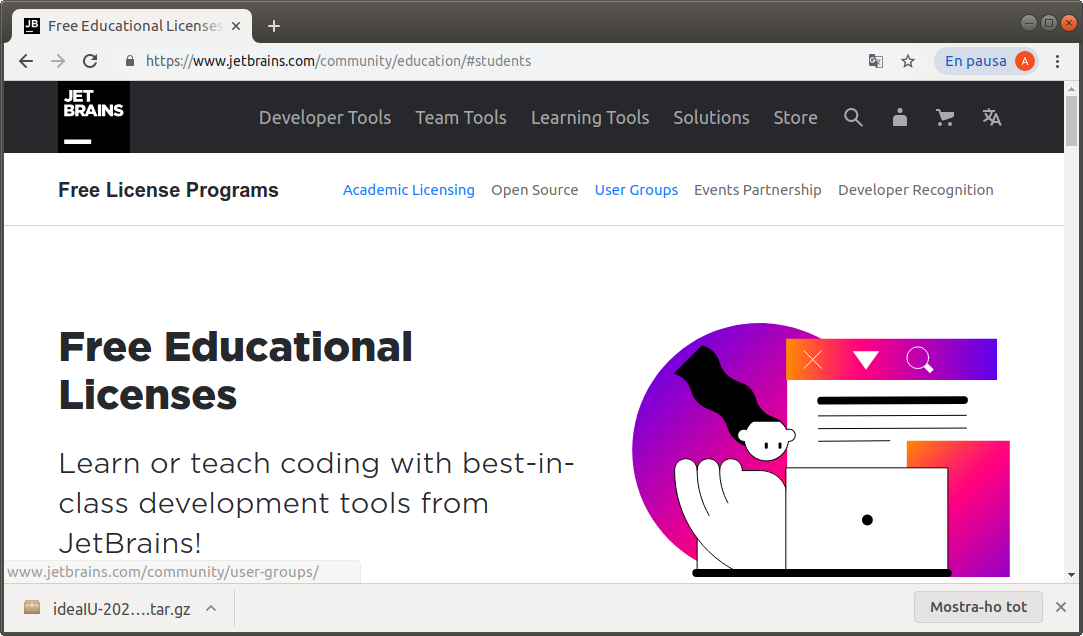 JB Free Educational Licenses
https://www.jetbrains.com/community/education/#students
En pausa A
JET
BRAINS
Developer Tools Team Tools Learning Tools Solutions Store
Free License Programs Academic Licensing Open Source User Groups Events Partnership Developer Recognition
Free Educational
Licenses
Learn or teach coding with best-in-
class development tools from
JetBrains!
www.jetbrains.com/community/user-groups/
ideaIU-202….tar.gz Mostra-ho tot